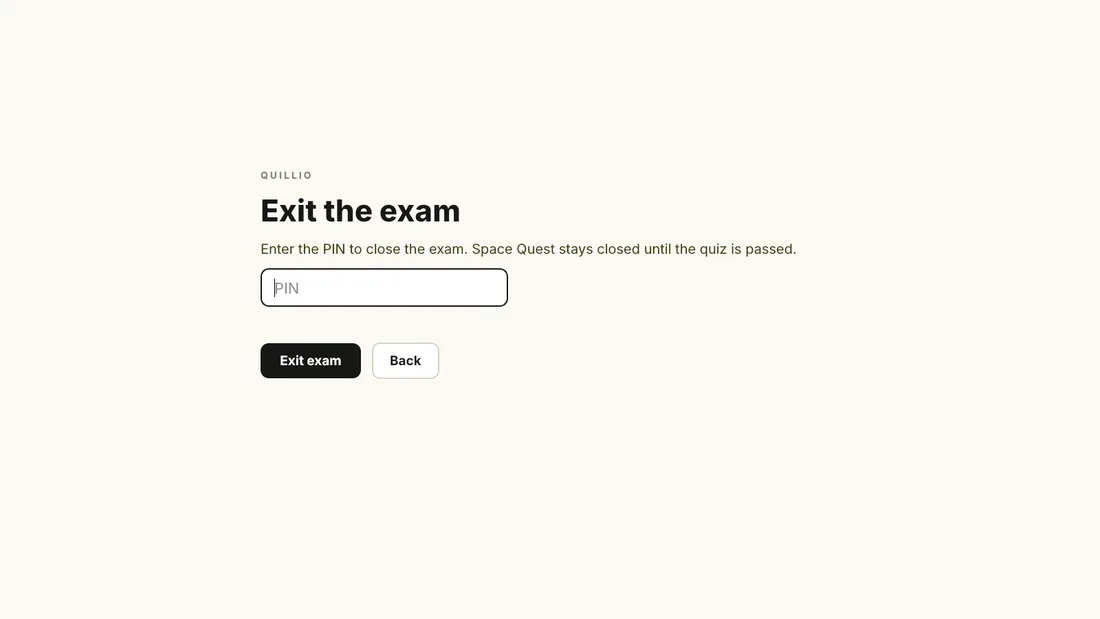 QUILLIO
Exit the exam
Enter the PIN to close the exam. Space Quest stays closed until the quiz is passed.
PIN
Exit exam
Back